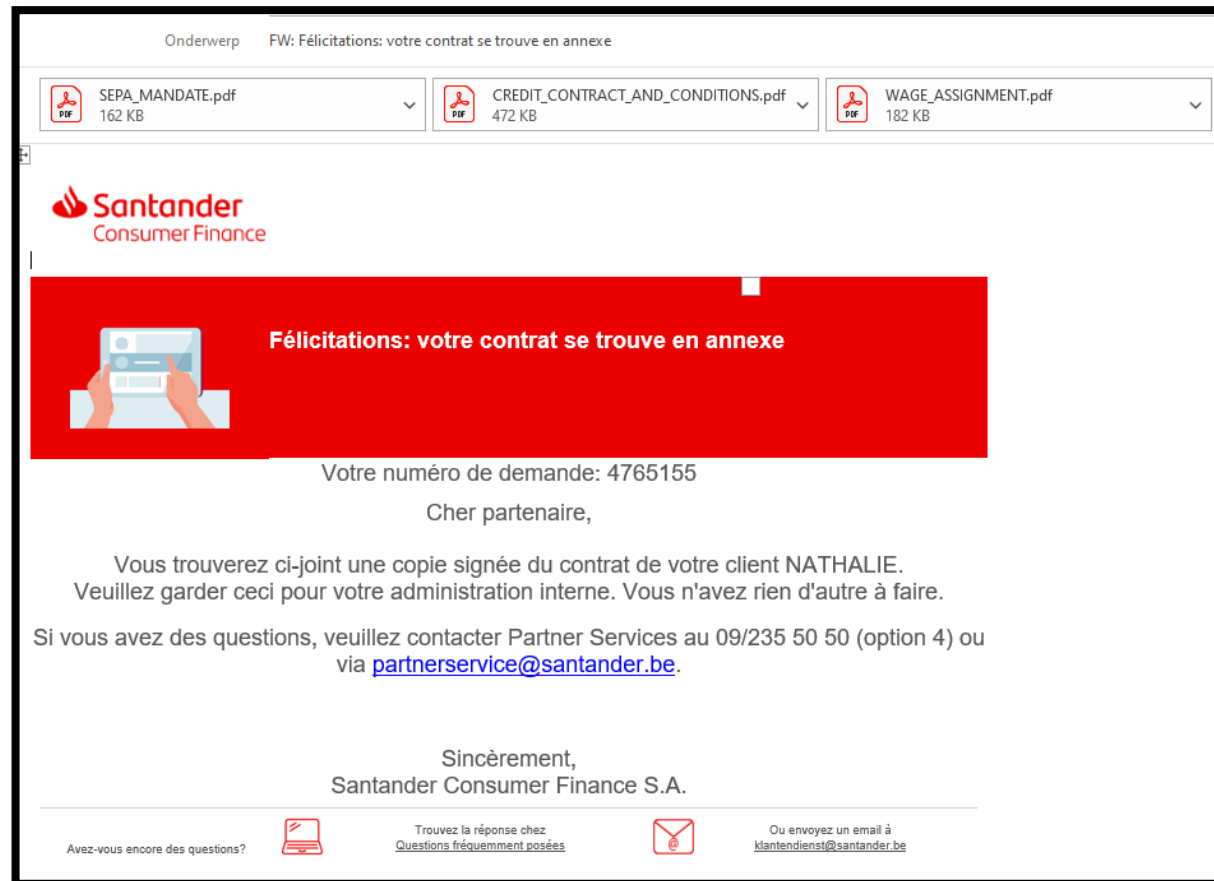 Onderwerp FW: Félicitations: votre contrat se trouve en annexe
SEPA_MANDATE.pdf
162 KB
CREDIT_CONTRACT_AND_CONDITIONS.pdf
472 KB
WAGE_ASSIGNMENT.pdf
182 KB
PDF
PDF
PDF
Santander
Consumer Finance
Félicitations: votre contrat se trouve en annexe
Votre numéro de demande: 4765155
Cher partenaire,
Vous trouverez ci-joint une copie signée du contrat de votre client NATHALIE.
Veuillez garder ceci pour votre administration interne. Vous n'avez rien d'autre à faire.
Si vous avez des questions, veuillez contacter Partner Services au 09/235 50 50 (option 4) ou
via partnerservice@santander.be.
Sincèrement,
Santander Consumer Finance S.A.
Avez-vous encore des questions?
Trouvez la réponse chez
Questions fréquemment posées
@
Ou envoyez un email à
klantendienst@santander.be